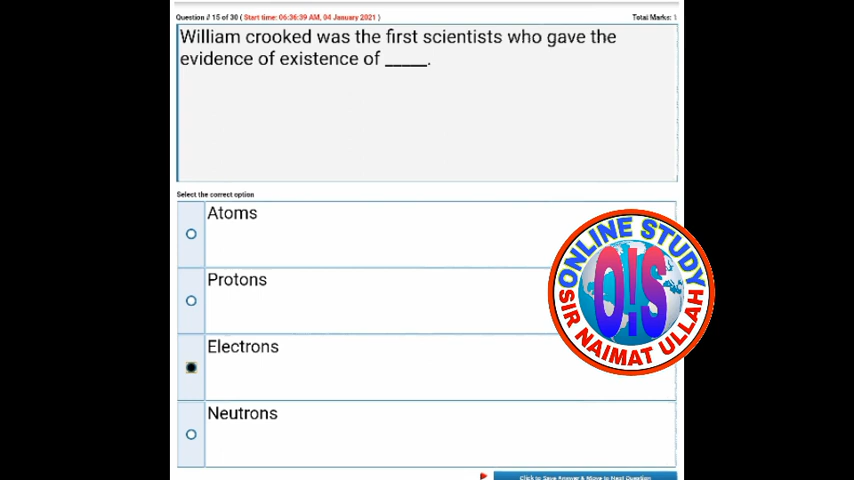 Question # 15 of 30 ( Start time: 06:36:39 AM, 04 January 2021 )
Total Marks: 1
William crooked was the first scientists who gave the
evidence of existence of _____.
Select the correct option
Atoms
Protons
Electrons
Neutrons
ONLINE STUDY
O!S
SIR NAIMAT ULLAH
Click to Save Answer & Move to Next Question